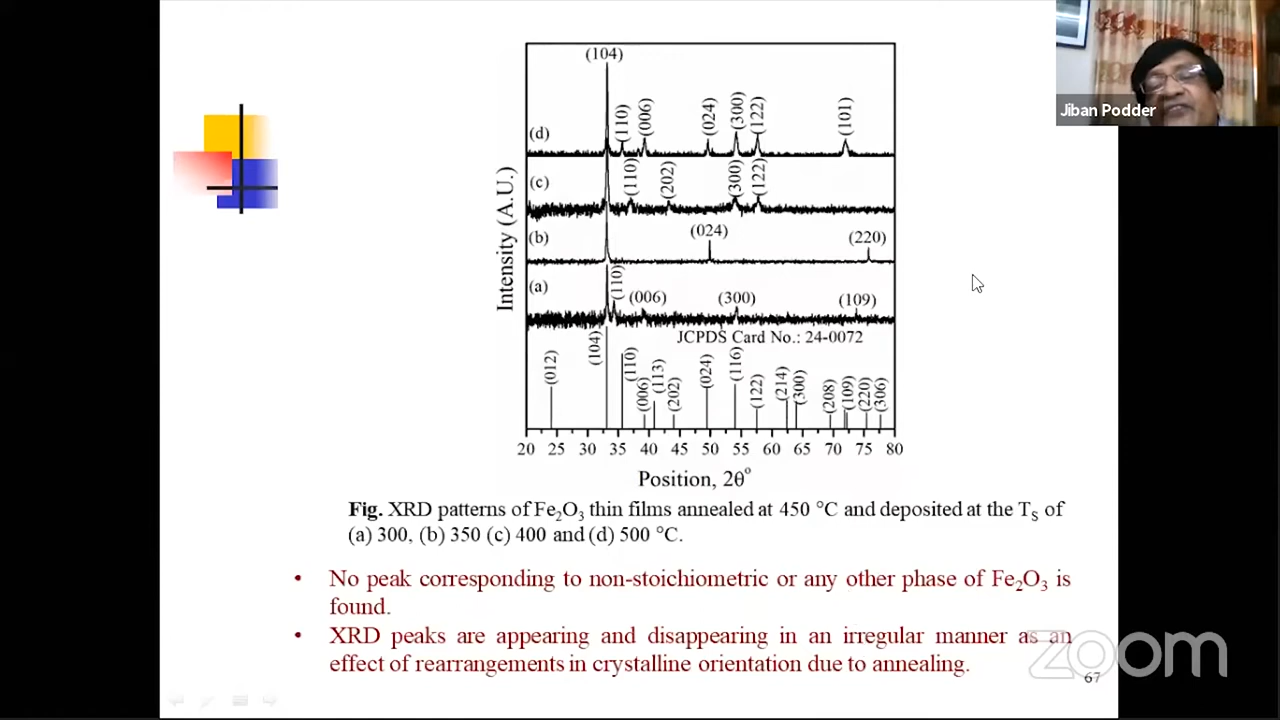 Jiban Podder
(104)
(d)
(110)
(006)
(024)
(300)
(122)
(101)
(c)
(110)
(202)
(300)
(122)
(b)
(024)
(220)
(a)
(110)
(006)
(300)
(109)
JCPDS Card No.: 24-0072
(012)
(104)
(110)
(006)
(113)
(202)
(024)
(116)
(122)
(214)
(300)
(208)
(109)
(220)
(306)
Intensity (A.U.)
20 25 30 35 40 45 50 55 60 65 70 75 80
Position, 2θ°
Fig. XRD patterns of Fe₂O₃ thin films annealed at 450 °C and deposited at the Tₛ of
(a) 300, (b) 350 (c) 400 and (d) 500 °C.
• No peak corresponding to non-stoichiometric or any other phase of Fe₂O₃ is
found.
• XRD peaks are appearing and disappearing in an irregular manner as an
effect of rearrangements in crystalline orientation due to annealing.
zoom
67